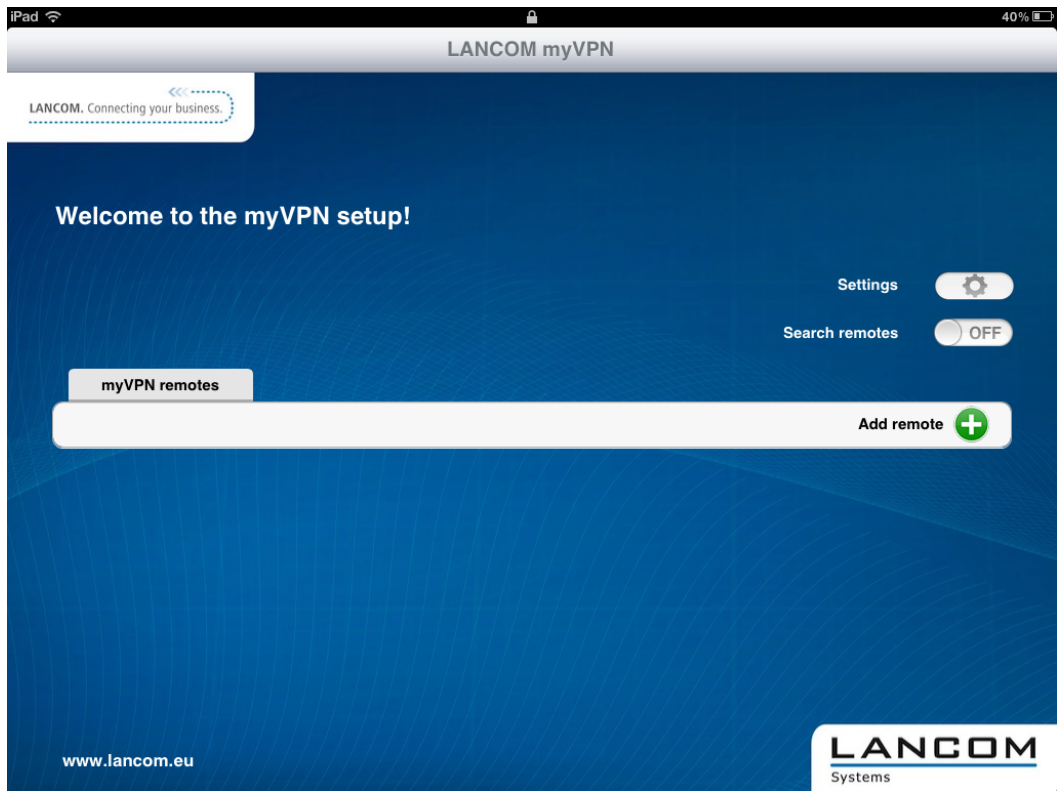 iPad 40%
LANCOM myVPN
LANCOM. Connecting your business.
Welcome to the myVPN setup!
Settings
Search remotes OFF
myVPN remotes
Add remote
www.lancom.eu
LANCOM
Systems